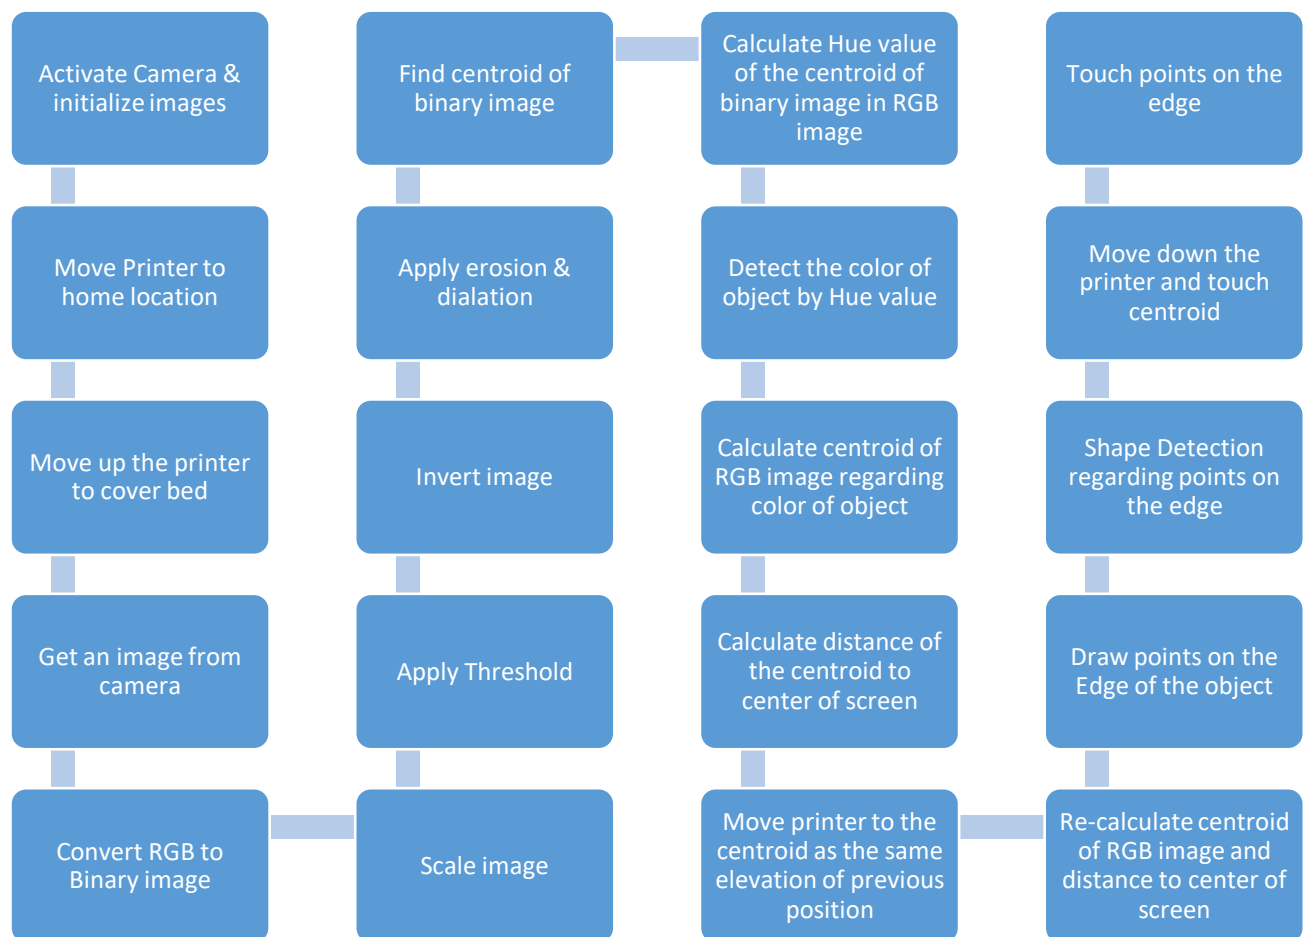 Activate Camera &
initialize images
Move Printer to
home location
Move up the printer
to cover bed
Get an image from
camera
Convert RGB to
Binary image
Scale image
Apply Threshold
Invert image
Apply erosion &
dialation
Find centroid of
binary image
Calculate Hue value
of the centroid of
binary image in RGB
image
Detect the color of
object by Hue value
Calculate centroid of
RGB image regarding
color of object
Calculate distance of
the centroid to
center of screen
Move printer to the
centroid as the same
elevation of previous
position
Re-calculate centroid
of RGB image and
distance to center of
screen
Draw points on the
Edge of the object
Shape Detection
regarding points on
the edge
Move down the
printer and touch
centroid
Touch points on the
edge